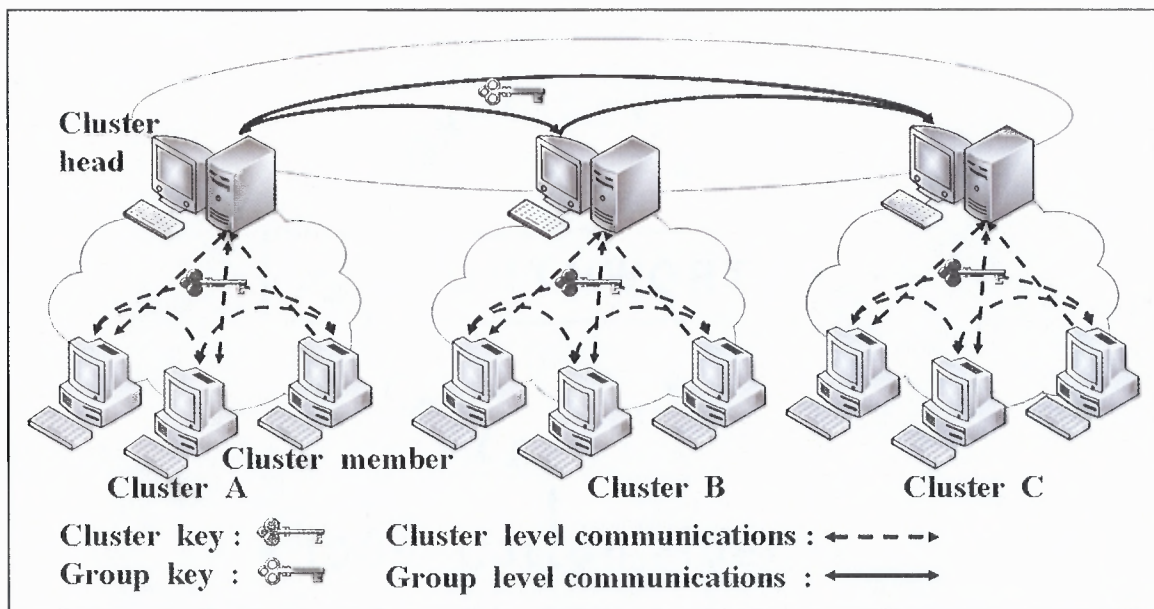 Cluster
head
Cluster member
Cluster A
Cluster B
Cluster C
Cluster key :
Cluster level communications :
Group key :
Group level communications :